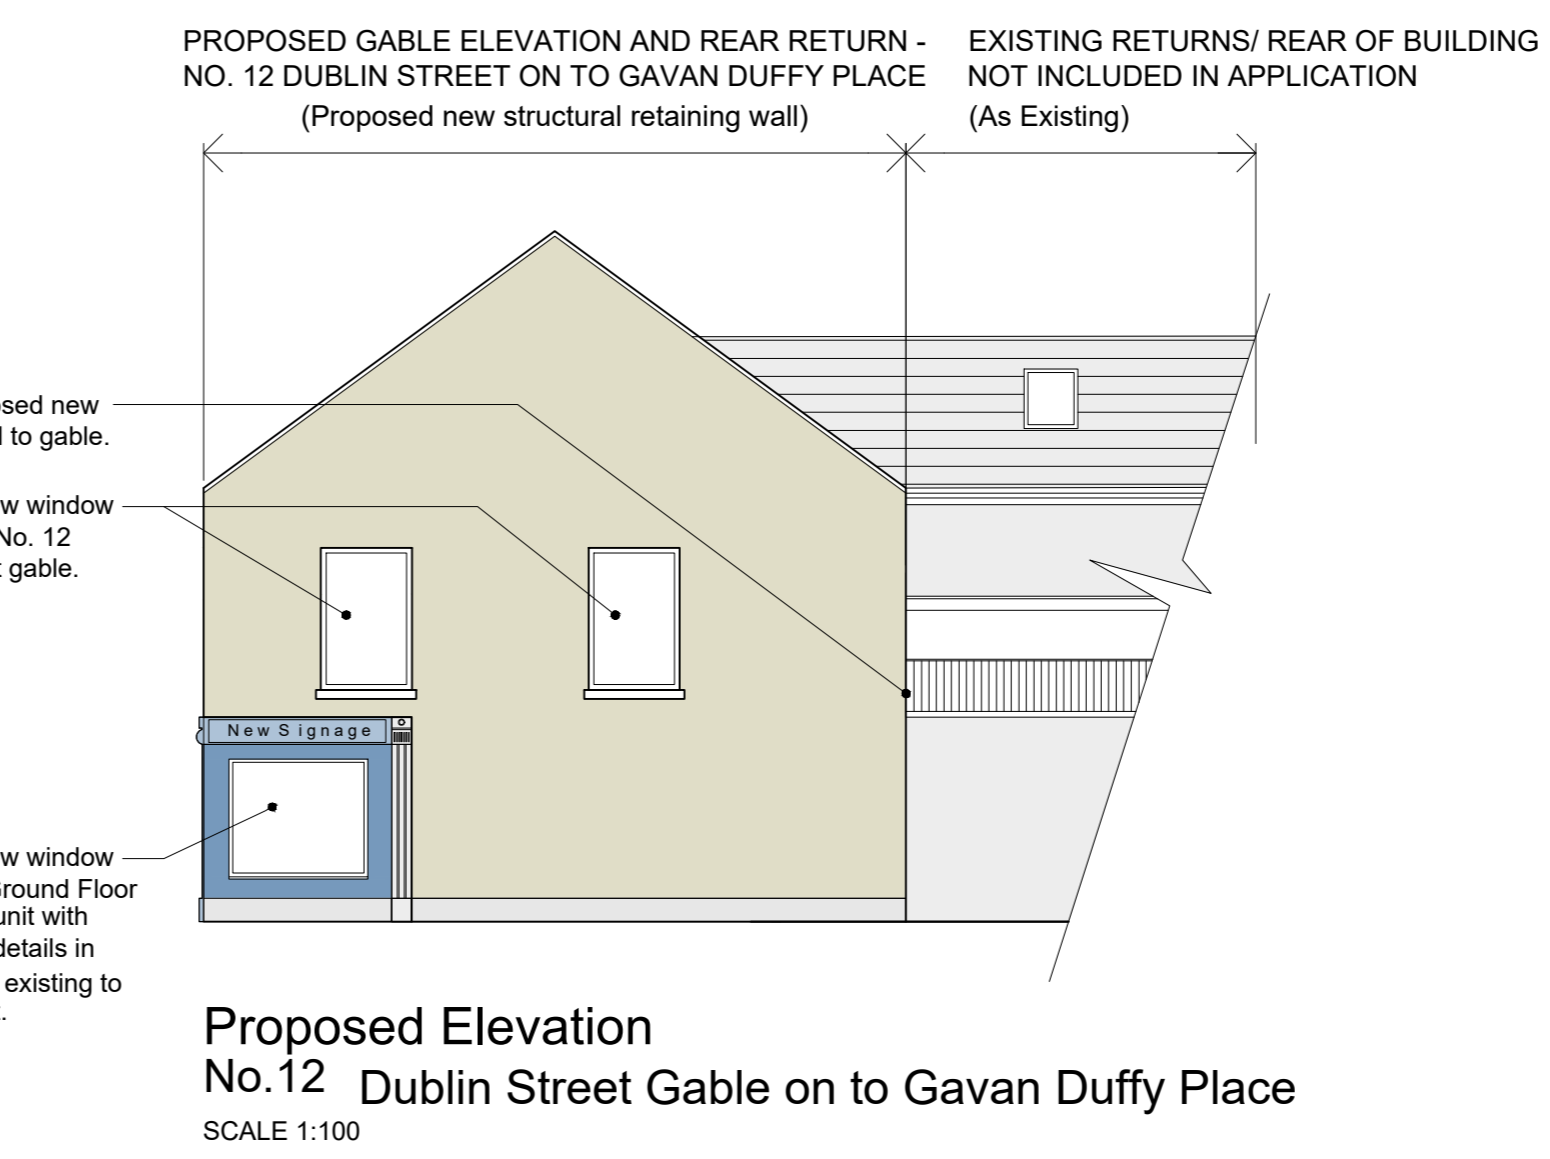 PROPOSED GABLE ELEVATION AND REAR RETURN -
NO. 12 DUBLIN STREET ON TO GAVAN DUFFY PLACE
(Proposed new structural retaining wall)
EXISTING RETURNS/ REAR OF BUILDING
NOT INCLUDED IN APPLICATION
(As Existing)
new
to gable.
window
No. 12
gable.
New Signage
window
Ground Floor
unit with
details in
existing to
Proposed Elevation
No.12 Dublin Street Gable on to Gavan Duffy Place
SCALE 1:100